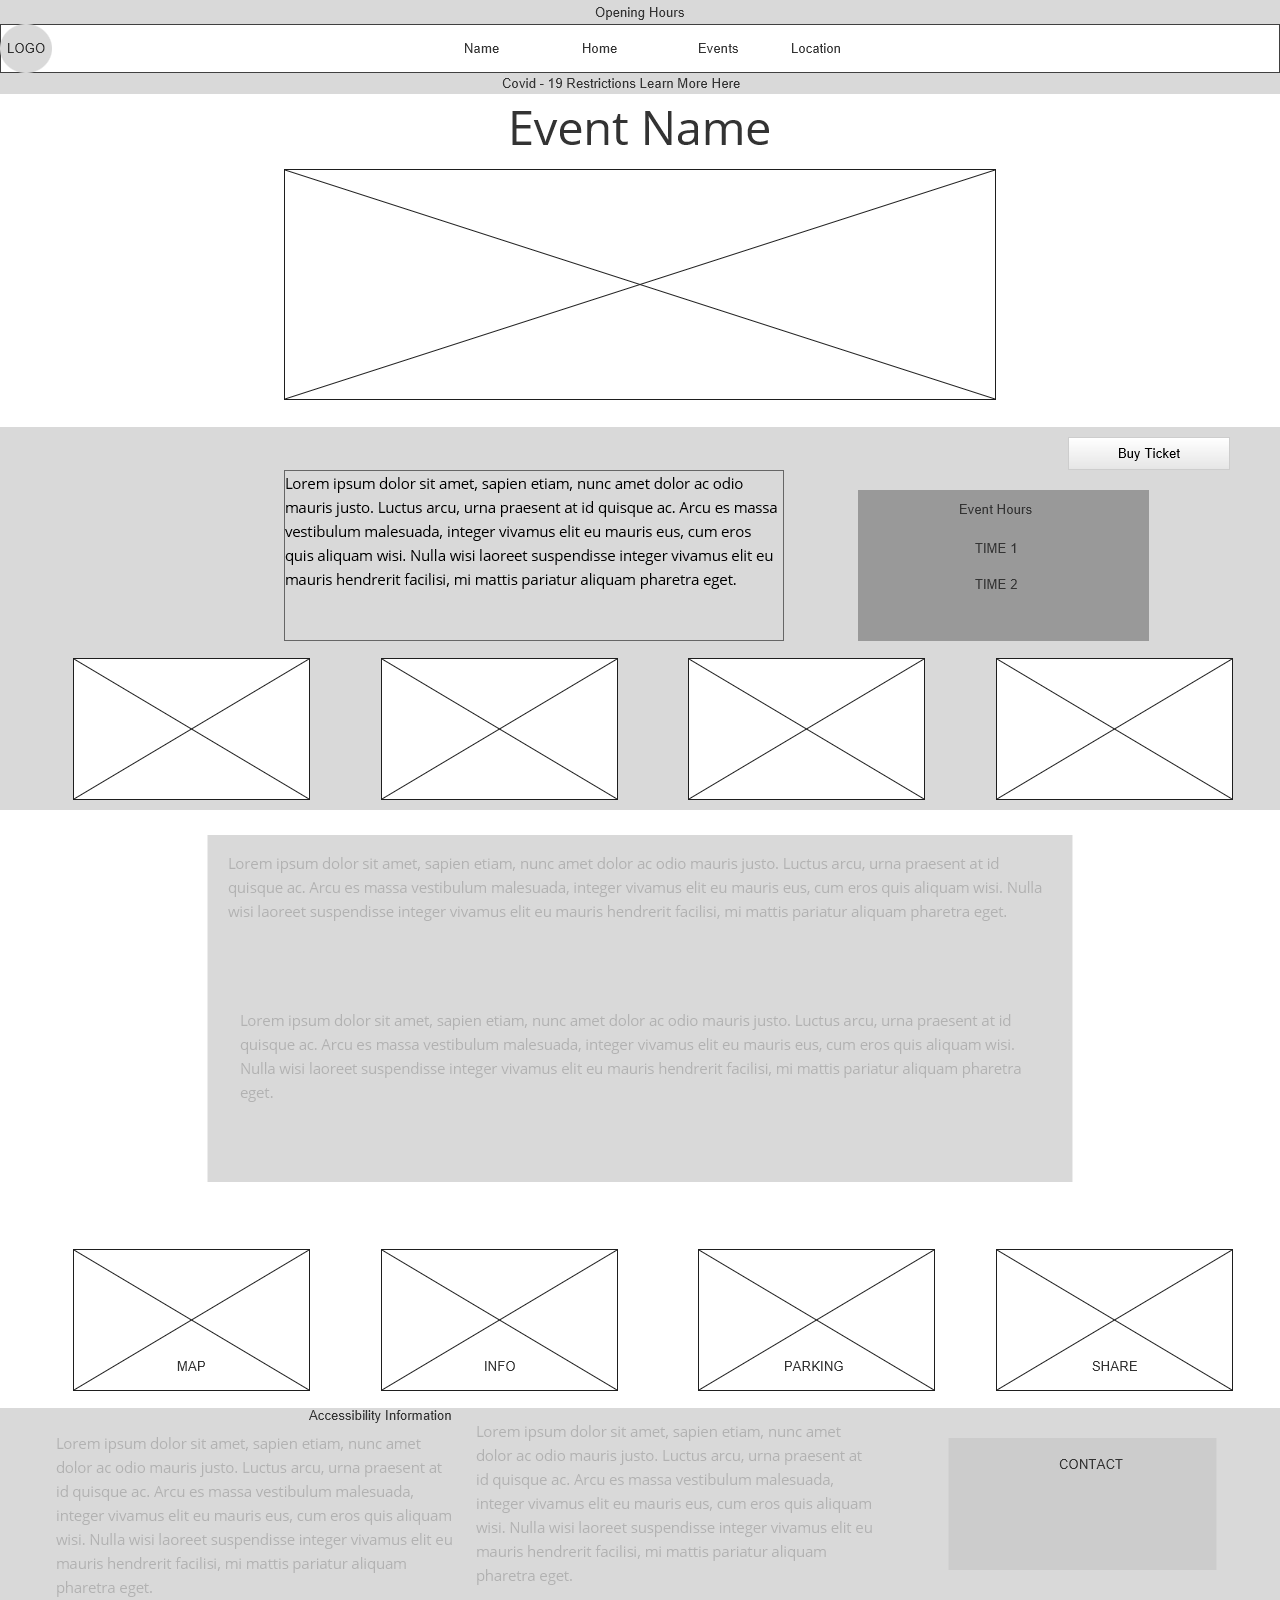 Opening Hours
LOGO
Name
Home
Events
Location
Covid - 19 Restrictions Learn More Here
Event Name
Buy Ticket
Lorem ipsum dolor sit amet, sapien etiam, nunc amet dolor ac odio
mauris justo. Luctus arcu, urna praesent at id quisque ac. Arcu es massa
vestibulum malesuada, integer vivamus elit eu mauris eus, cum eros
quis aliquam wisi. Nulla wisi laoreet suspendisse integer vivamus elit eu
mauris hendrerit facilisi, mi mattis pariatur aliquam pharetra eget.
Event Hours
TIME 1
TIME 2
Lorem ipsum dolor sit amet, sapien etiam, nunc amet dolor ac odio mauris justo. Luctus arcu, urna praesent at id
quisque ac. Arcu es massa vestibulum malesuada, integer vivamus elit eu mauris eus, cum eros quis aliquam wisi. Nulla
wisi laoreet suspendisse integer vivamus elit eu mauris hendrerit facilisi, mi mattis pariatur aliquam pharetra eget.
Lorem ipsum dolor sit amet, sapien etiam, nunc amet dolor ac odio mauris justo. Luctus arcu, urna praesent at id
quisque ac. Arcu es massa vestibulum malesuada, integer vivamus elit eu mauris eus, cum eros quis aliquam wisi.
Nulla wisi laoreet suspendisse integer vivamus elit eu mauris hendrerit facilisi, mi mattis pariatur aliquam pharetra
eget.
MAP
INFO
PARKING
SHARE
Accessibility Information
Lorem ipsum dolor sit amet, sapien etiam, nunc amet
dolor ac odio mauris justo. Luctus arcu, urna praesent at
id quisque ac. Arcu es massa vestibulum malesuada,
integer vivamus elit eu mauris eus, cum eros quis aliquam
wisi. Nulla wisi laoreet suspendisse integer vivamus elit eu
mauris hendrerit facilisi, mi mattis pariatur aliquam
pharetra eget.
Lorem ipsum dolor sit amet, sapien etiam, nunc amet
dolor ac odio mauris justo. Luctus arcu, urna praesent at
id quisque ac. Arcu es massa vestibulum malesuada,
integer vivamus elit eu mauris eus, cum eros quis aliquam
wisi. Nulla wisi laoreet suspendisse integer vivamus elit eu
mauris hendrerit facilisi, mi mattis pariatur aliquam
pharetra eget.
CONTACT